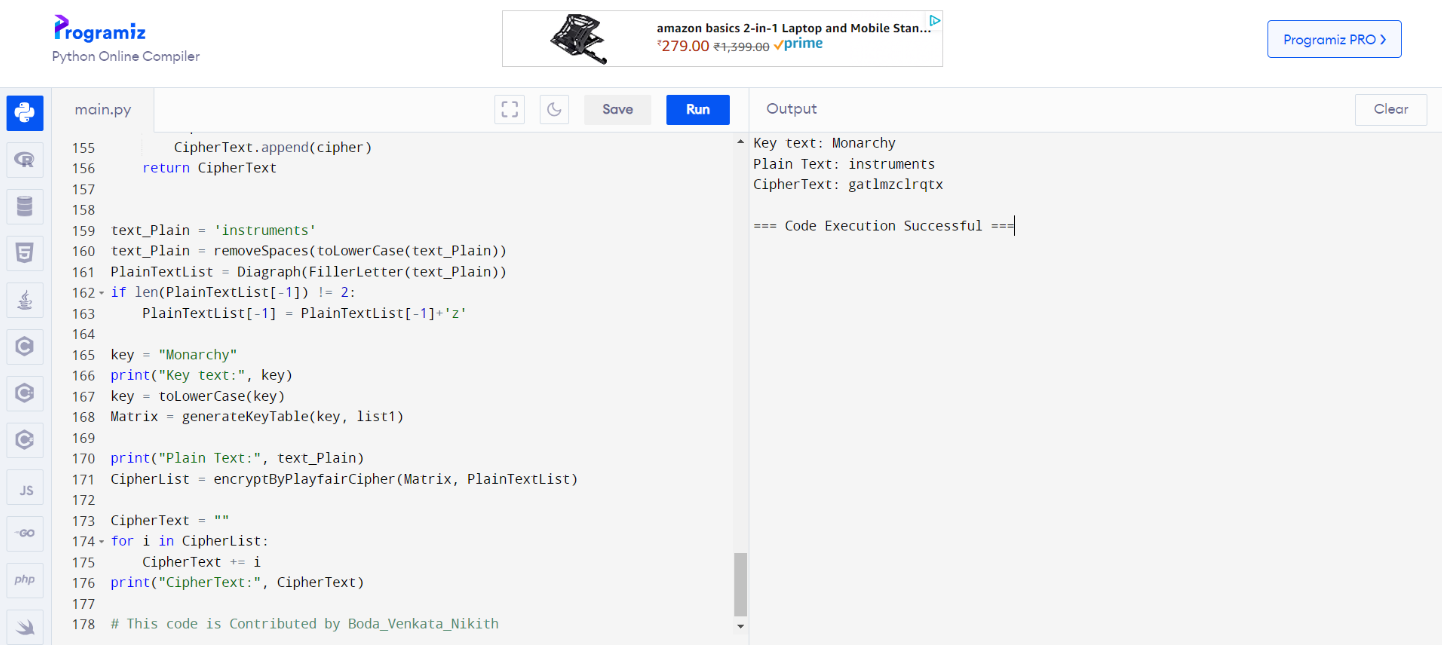 Programiz
Python Online Compiler
amazon basics 2-in-1 Laptop and Mobile Stan...
₹279.00 ₹1,399.00 prime
Programiz PRO
main.py
Save
Run
Output
Clear
155 CipherText.append(cipher)
156 return CipherText
157
158
159 text_Plain = 'instruments'
160 text_Plain = removeSpaces(toLowerCase(text_Plain))
161 PlainTextList = Diagraph(FillerLetter(text_Plain))
162 if len(PlainTextList[-1]) != 2:
163 PlainTextList[-1] = PlainTextList[-1]+'z'
164
165 key = "Monarchy"
166 print("Key text:", key)
167 key = toLowerCase(key)
168 Matrix = generateKeyTable(key, list1)
169
170 print("Plain Text:", text_Plain)
171 CipherList = encryptByPlayfairCipher(Matrix, PlainTextList)
172
173 CipherText = ""
174 for i in CipherList:
175 CipherText += i
176 print("CipherText:", CipherText)
177
178 # This code is Contributed by Boda_Venkata_Nikith
Key text: Monarchy
Plain Text: instruments
CipherText: gatlmzclrqtx
=== Code Execution Successful ===
R
5
C
C
C
JS
GO
php